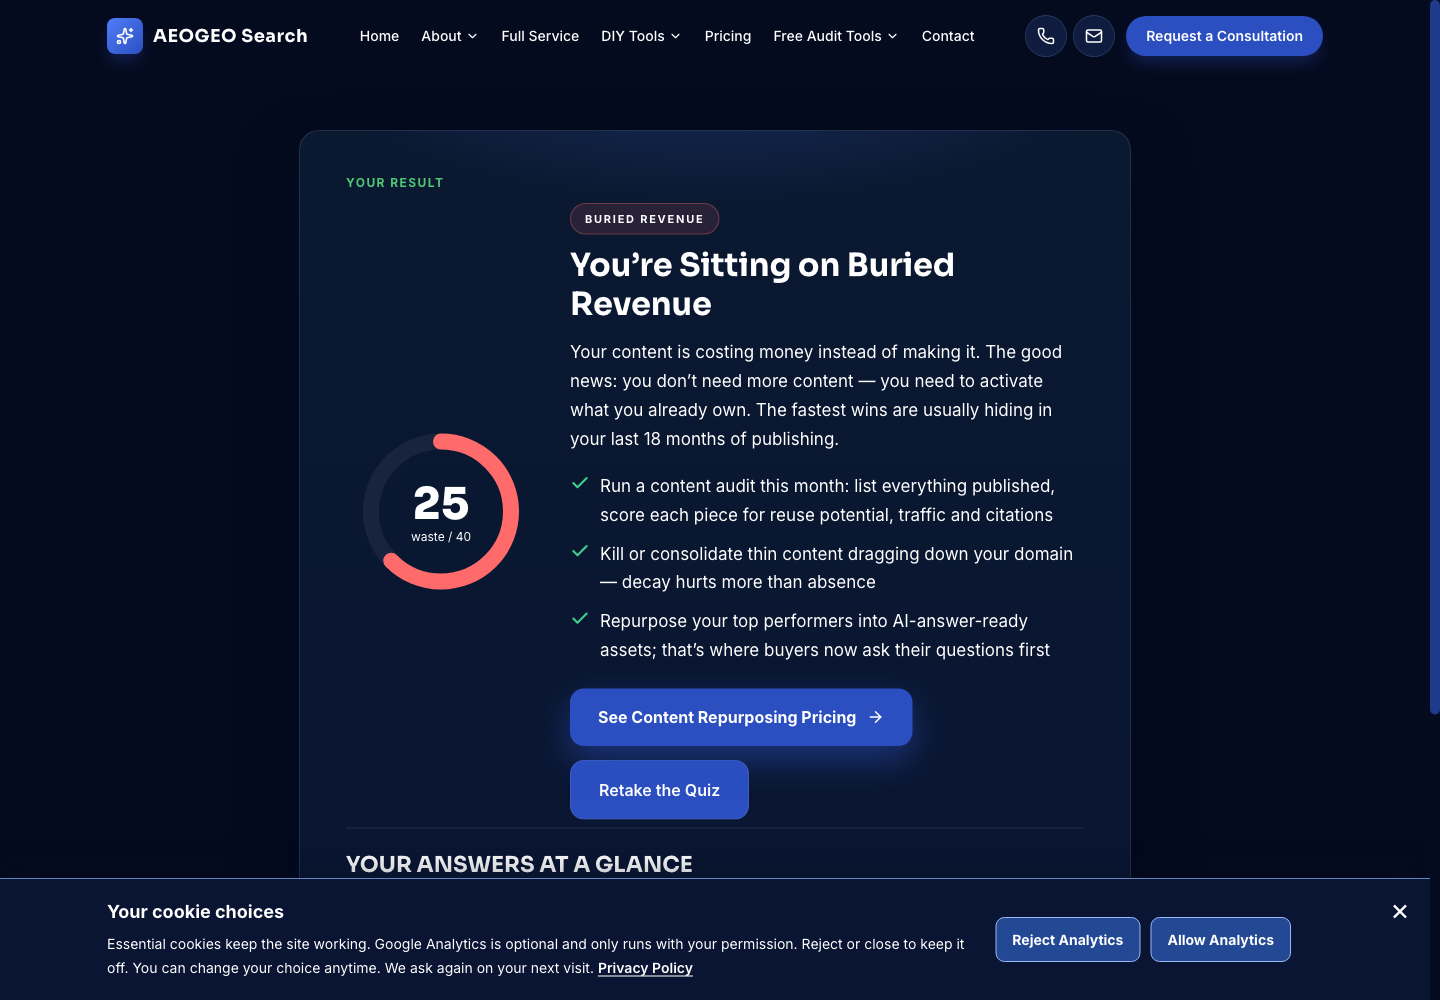 AEOGEO Search
Home
About
Full Service
DIY Tools
Pricing
Free Audit Tools
Contact
Request a Consultation
YOUR RESULT
BURIED REVENUE
You’re Sitting on Buried
Revenue
Your content is costing money instead of making it. The good
news: you don’t need more content — you need to activate
what you already own. The fastest wins are usually hiding in
your last 18 months of publishing.
25
waste / 40
Run a content audit this month: list everything published,
score each piece for reuse potential, traffic and citations
Kill or consolidate thin content dragging down your domain
— decay hurts more than absence
Repurpose your top performers into AI-answer-ready
assets; that’s where buyers now ask their questions first
See Content Repurposing Pricing
Retake the Quiz
YOUR ANSWERS AT A GLANCE
Your cookie choices
Essential cookies keep the site working. Google Analytics is optional and only runs with your permission. Reject or close to keep it
off. You can change your choice anytime. We ask again on your next visit. Privacy Policy
Reject Analytics
Allow Analytics